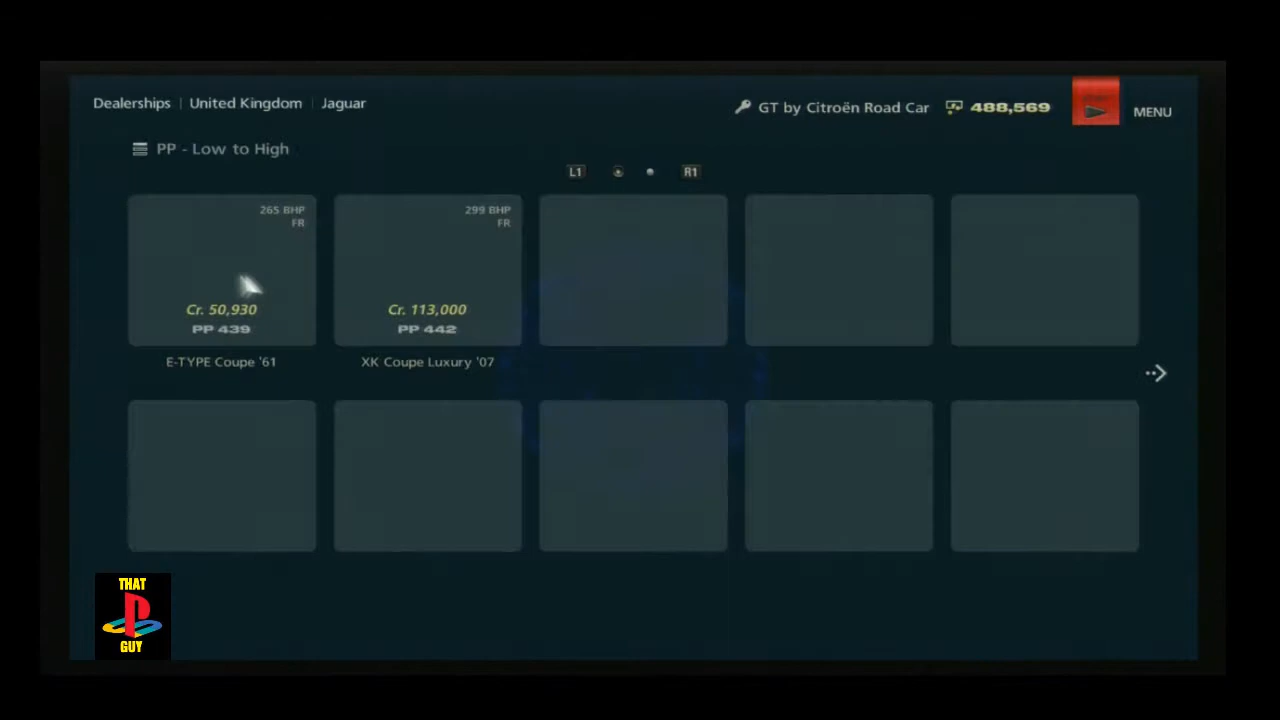 Dealerships | United Kingdom | Jaguar
GT by Citroën Road Car 488,569 MENU
PP - Low to High
L1 R1
265 BHP
FR
Cr. 50,930
PP 439
E-TYPE Coupe '61
299 BHP
FR
Cr. 113,000
PP 442
XK Coupe Luxury '07
THAT
GUY